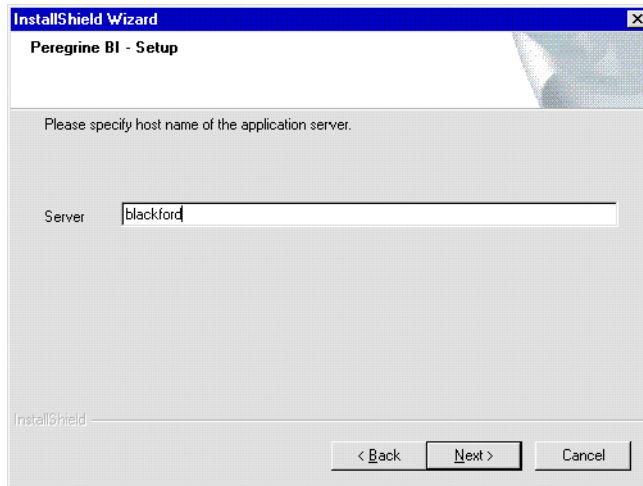 InstallShield Wizard
Peregrine BI - Setup
Please specify host name of the application server.
Server blackford
InstallShield
< Back Next > Cancel